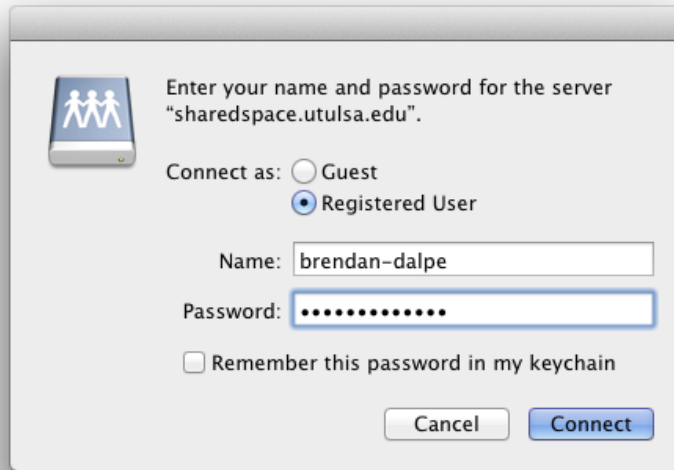 Enter your name and password for the server
“sharedspace.utulsa.edu”.
Connect as: Guest
Registered User
Name: brendan-dalpe
Password: •••••••••••••
Remember this password in my keychain
Cancel Connect